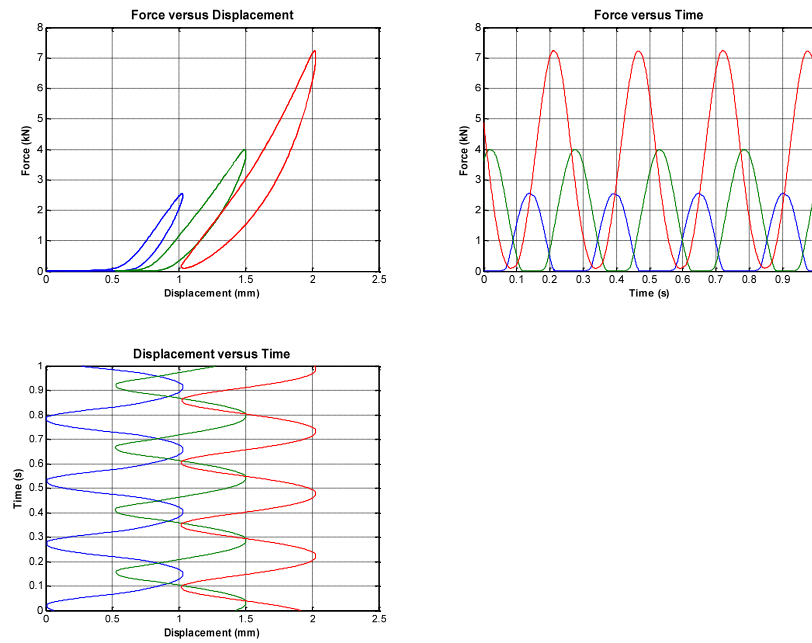 Force versus Displacement
8
7
6
5
4
3
2
1
0
Force (kN)
0 0.5 1 1.5 2 2.5
Displacement (mm)
Force versus Time
8
7
6
5
4
3
2
1
0
Force (kN)
0 0.1 0.2 0.3 0.4 0.5 0.6 0.7 0.8 0.9
Time (s)
Displacement versus Time
1
0.9
0.8
0.7
0.6
0.5
0.4
0.3
0.2
0.1
0
Time (s)
0 0.5 1 1.5 2 2.5
Displacement (mm)